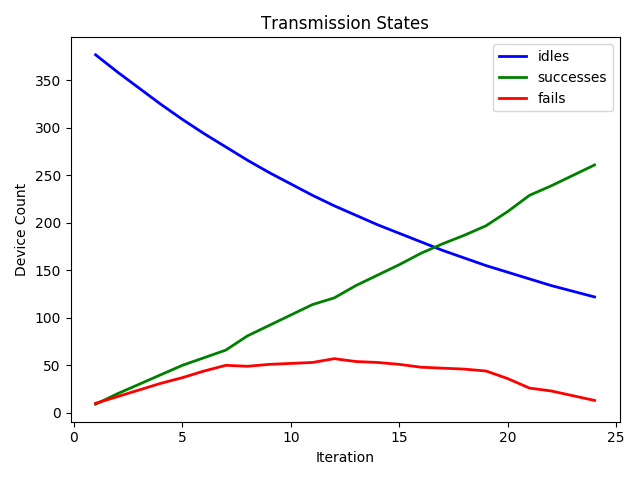 Transmission States
idles
successes
fails
Device Count
350
300
250
200
150
100
50
0
0 5 10 15 20 25
Iteration